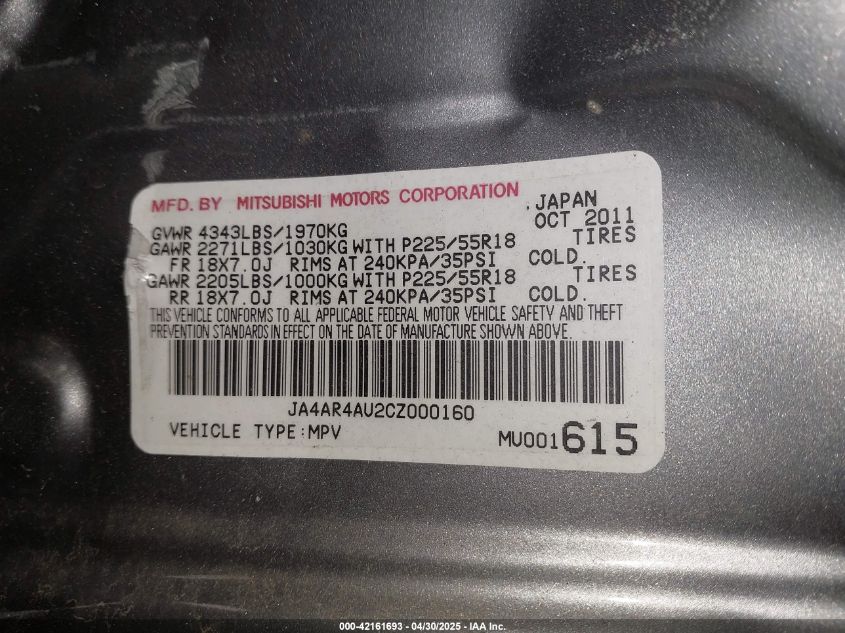 MFD. BY MITSUBISHI MOTORS CORPORATION JAPAN
GVWR 4343LBS/1970KG OCT 2011
GAWR 2271LBS/1030KG WITH P225/55R18 TIRES
FR 18X7.0J RIMS AT 240KPA/35PSI COLD.
GAWR 2205LBS/1000KG WITH P225/55R18 TIRES
RR 18X7.0J RIMS AT 240KPA/35PSI COLD.
THIS VEHICLE CONFORMS TO ALL APPLICABLE FEDERAL MOTOR VEHICLE SAFETY AND THEFT
PREVENTION STANDARDS IN EFFECT ON THE DATE OF MANUFACTURE SHOWN ABOVE.
JA4AR4AU2CZ000160
VEHICLE TYPE:MPV MU001615
000-42161693 - 04/30/2025 - IAA Inc.